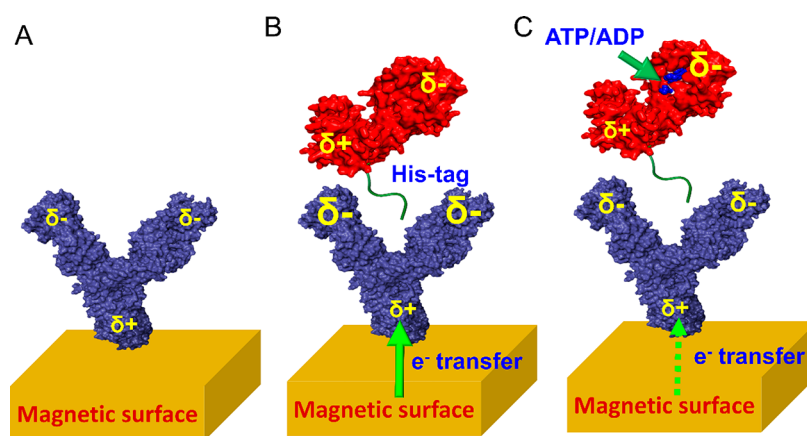 A
δ-
δ-
δ+
Magnetic surface
B
δ-
δ+
His-tag
δ-
δ-
δ+
e- transfer
Magnetic surface
C
ATP/ADP
δ-
δ+
δ-
δ-
δ+
e- transfer
Magnetic surface